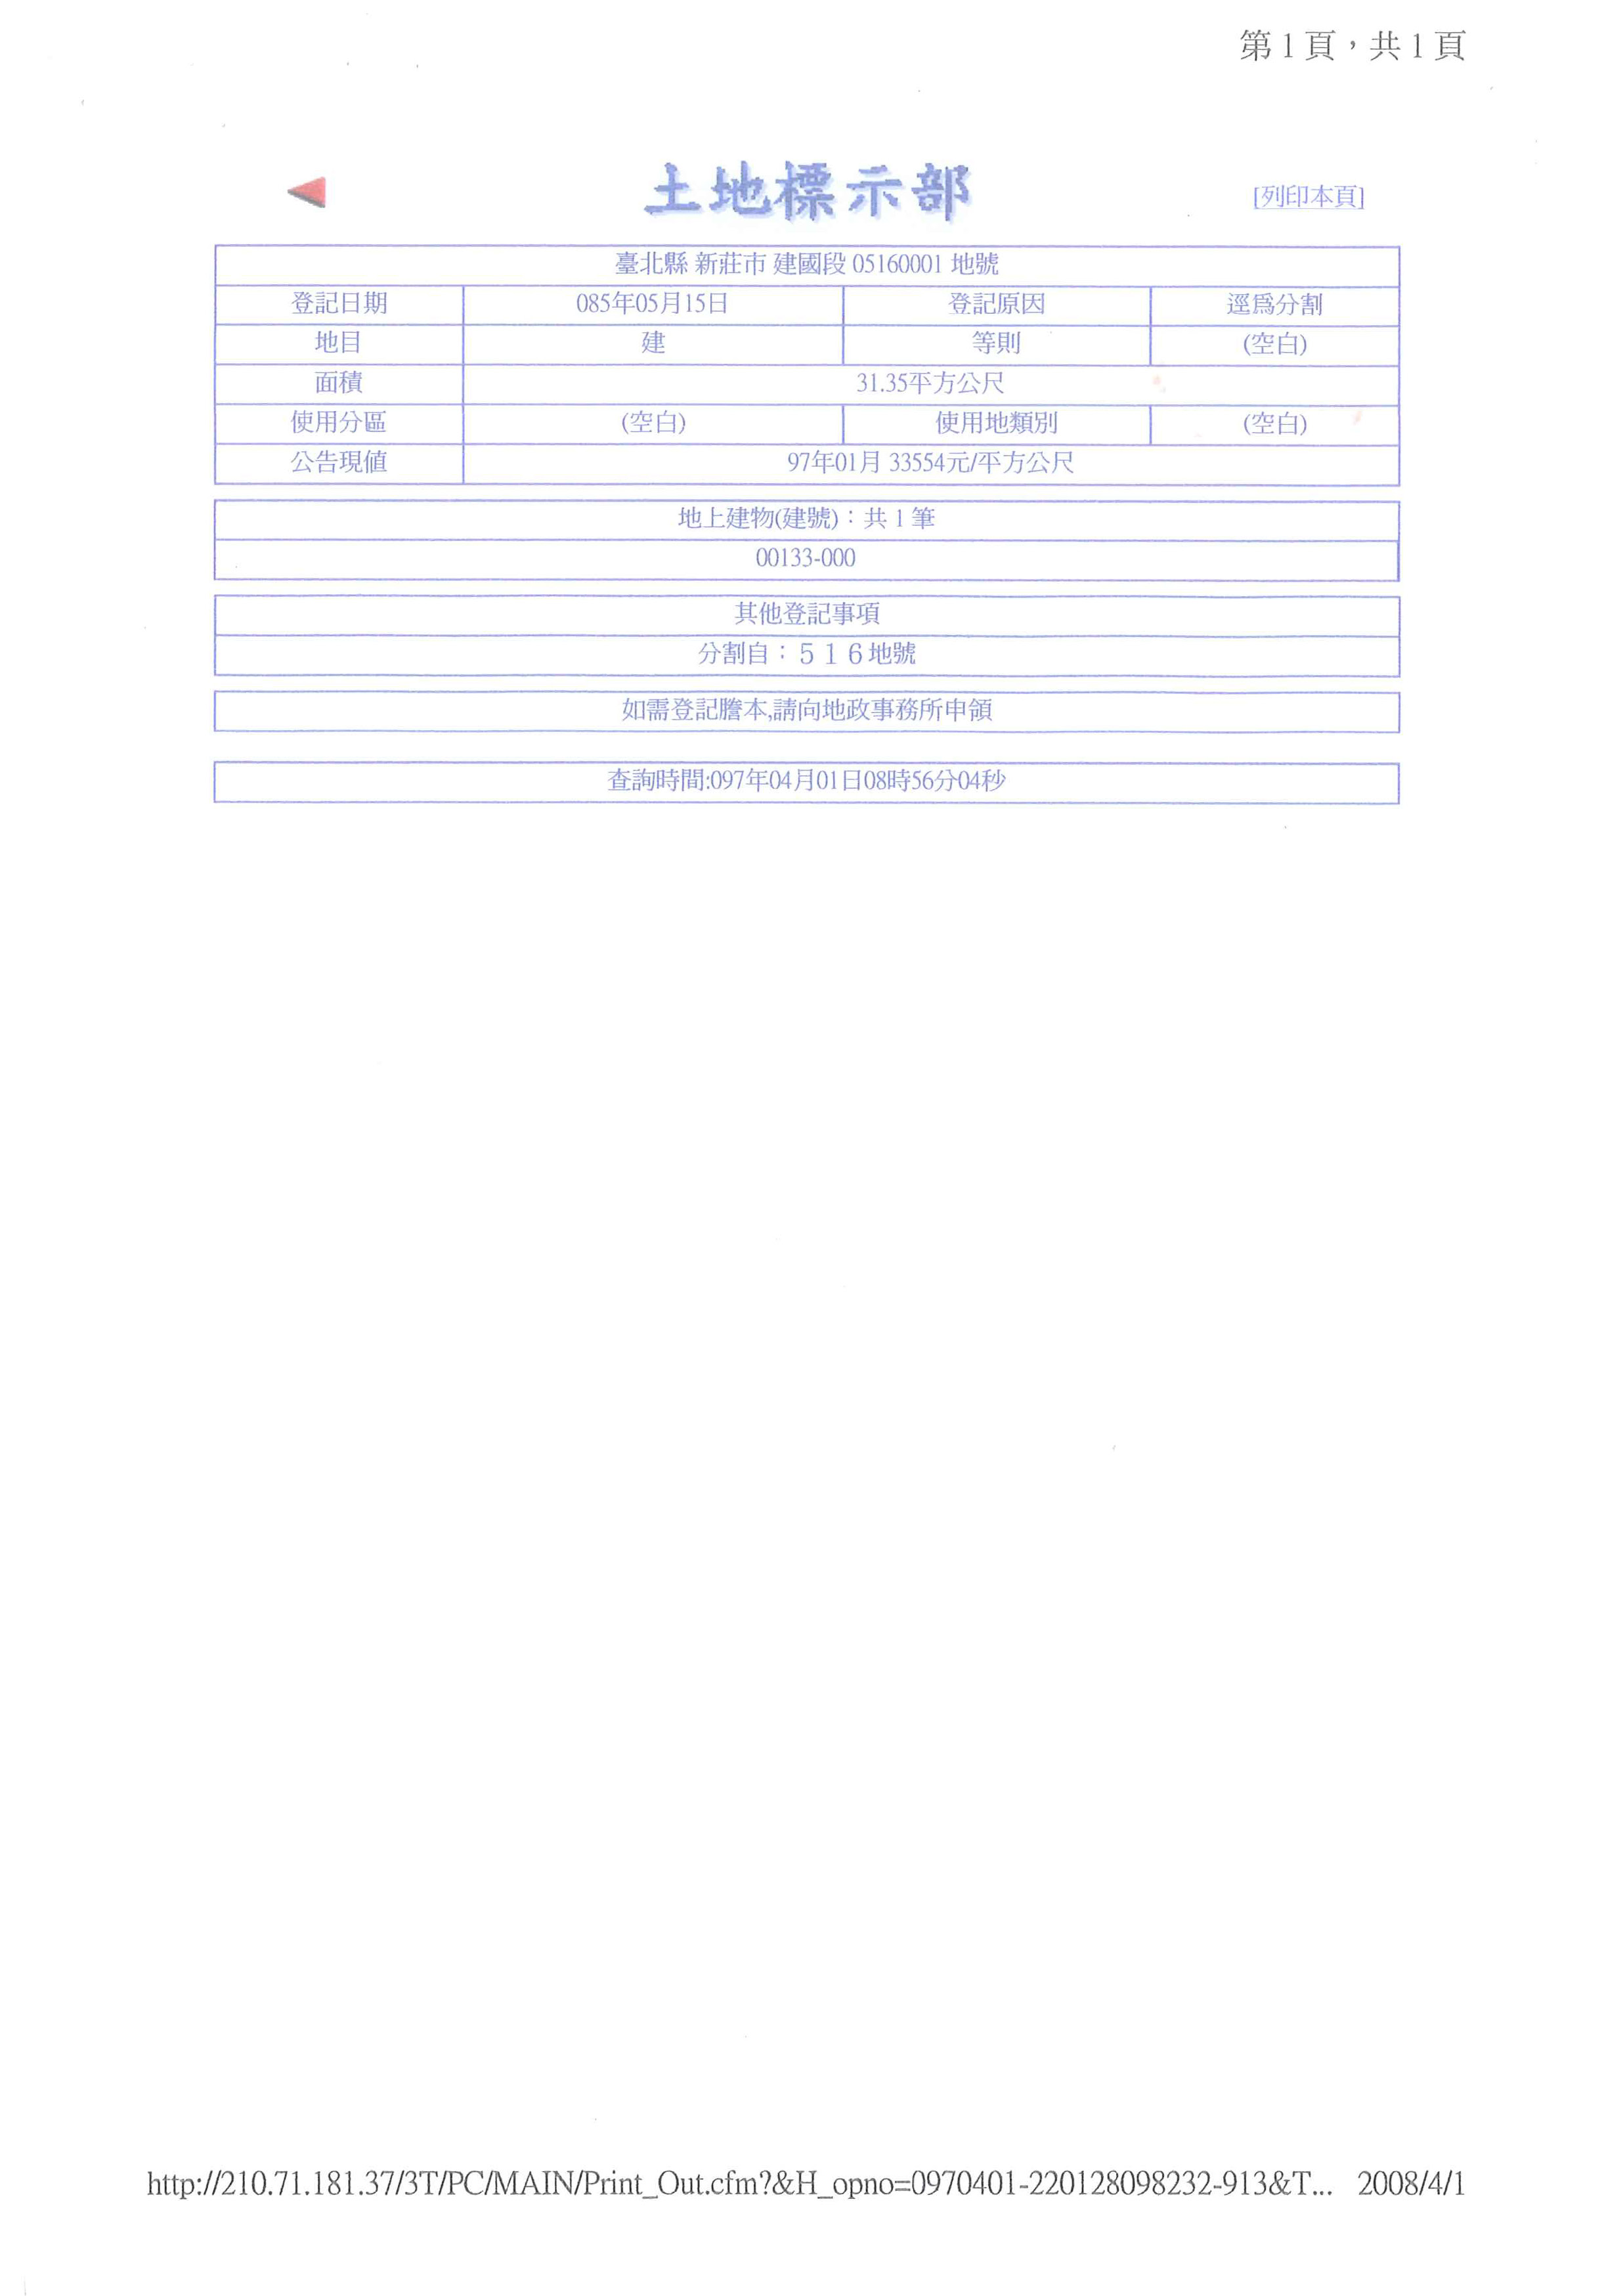 第1頁，共1頁
土地標示部
[列印本頁]
臺北縣 新莊市 建國段 05160001 地號
登記日期 085年05月15日 登記原因 逕爲分割
地目 建 等則 (空白)
面積 31.35平方公尺
使用分區 (空白) 使用地類別 (空白)
公告現值 97年01月 33554元/平方公尺
地上建物(建號)：共 1 筆
00133-000
其他登記事項
分割自：５１６地號
如需登記謄本,請向地政事務所申領
查詢時間:097年04月01日08時56分04秒
http://210.71.181.37/3T/PC/MAIN/Print_Out.cfm?&H_opno=0970401-220128098232-913&T... 2008/4/1